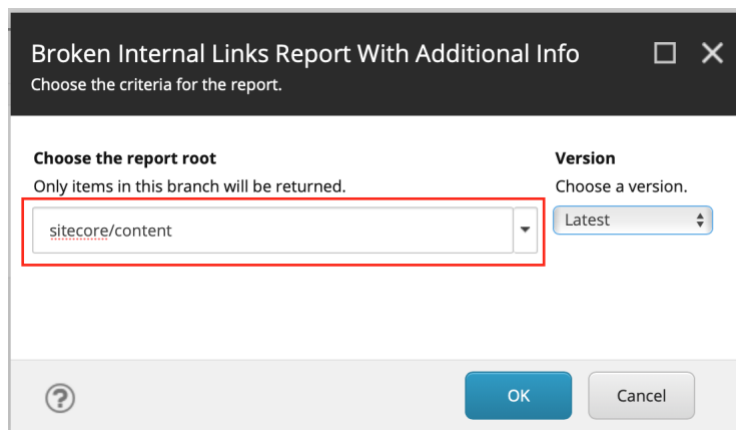 Broken Internal Links Report With Additional Info
Choose the criteria for the report.
Choose the report root
Only items in this branch will be returned.
sitecore/content
Version
Choose a version.
Latest
?
OK
Cancel